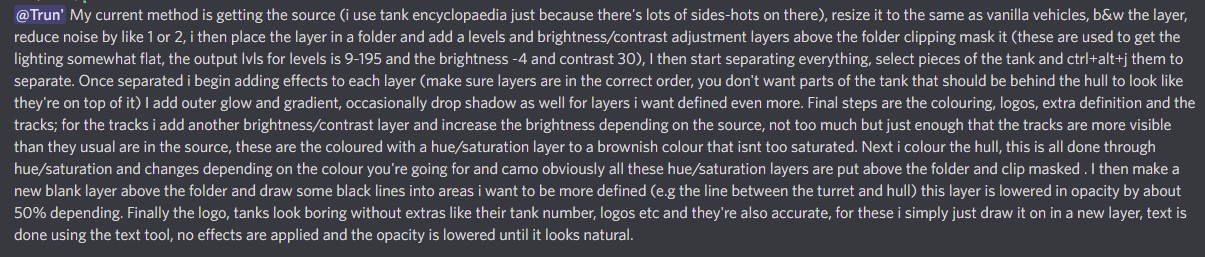 @Trun' My current method is getting the source (i use tank encyclopaedia just because there's lots of sides-hots on there), resize it to the same as vanilla vehicles, b&w the layer,
reduce noise by like 1 or 2, i then place the layer in a folder and add a levels and brightness/contrast adjustment layers above the folder clipping mask it (these are used to get the
lighting somewhat flat, the output lvls for levels is 9-195 and the brightness -4 and contrast 30), I then start separating everything, select pieces of the tank and ctrl+alt+j them to
separate. Once separated i begin adding effects to each layer (make sure layers are in the correct order, you don't want parts of the tank that should be behind the hull to look like
they're on top of it) I add outer glow and gradient, occasionally drop shadow as well for layers i want defined even more. Final steps are the colouring, logos, extra definition and the
tracks; for the tracks i add another brightness/contrast layer and increase the brightness depending on the source, not too much but just enough that the tracks are more visible
than they usual are in the source, these are the coloured with a hue/saturation layer to a brownish colour that isnt too saturated. Next i colour the hull, this is all done through
hue/saturation and changes depending on the colour you're going for and camo obviously all these hue/saturation layers are put above the folder and clip masked . I then make a
new blank layer above the folder and draw some black lines into areas i want to be more defined (e.g the line between the turret and hull) this layer is lowered in opacity by about
50% depending. Finally the logo, tanks look boring without extras like their tank number, logos etc and they're also accurate, for these i simply just draw it on in a new layer, text is
done using the text tool, no effects are applied and the opacity is lowered until it looks natural.